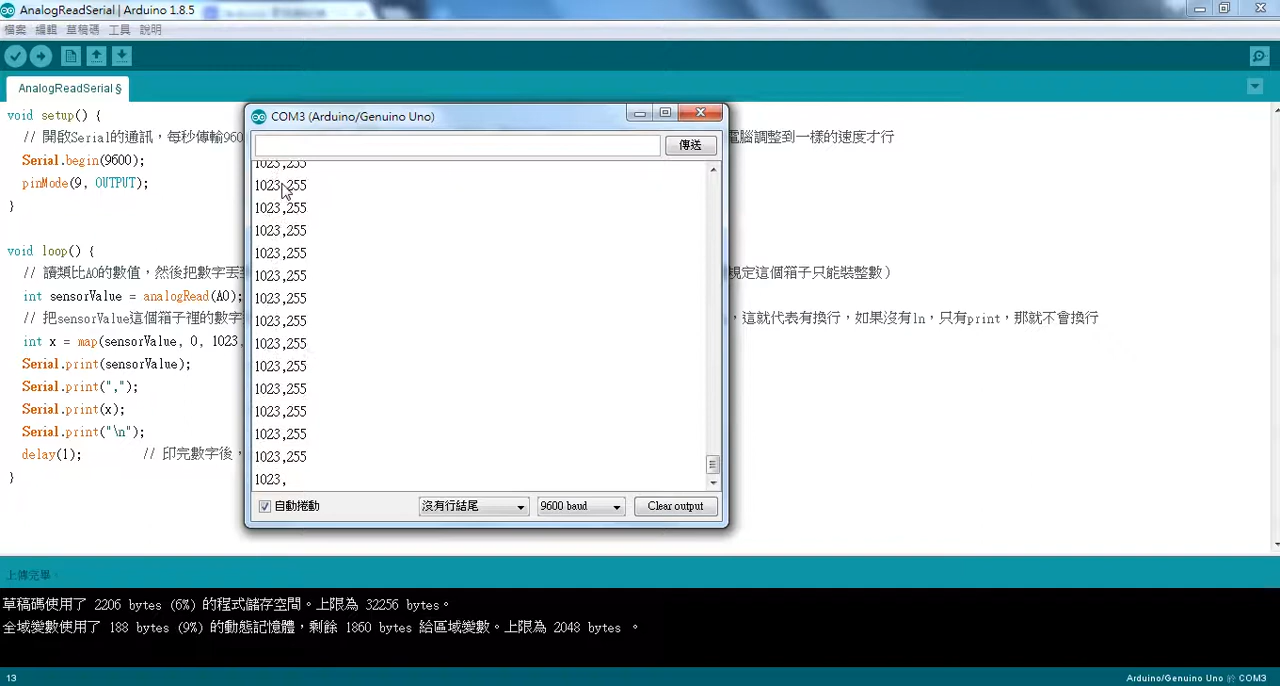 AnalogReadSerial | Arduino 1.8.5
檔案 編輯 草稿碼 工具 說明
AnalogReadSerial §
void setup() {
// 開啟Serial的通訊，每秒傳輸960
電腦調整到一樣的速度才行
Serial.begin(9600);
pinMode(9, OUTPUT);
}
void loop() {
// 讀類比A0的數值，然後把數字丟到
規定這個箱子只能裝整數）
int sensorValue = analogRead(A0);
// 把sensorValue這個箱子裡的數字
，這就代表有換行，如果沒有ln，只有print，那就不會換行
int x = map(sensorValue, 0, 1023,
Serial.print(sensorValue);
Serial.print(",");
Serial.print(x);
Serial.print("\n");
delay(1); // 印完數字後，
}
COM3 (Arduino/Genuino Uno)
傳送
1023,255
1023,255
1023,255
1023,255
1023,255
1023,255
1023,255
1023,255
1023,255
1023,255
1023,255
1023,255
1023,255
1023,255
1023,
自動捲動
沒有行結尾
9600 baud
Clear output
上傳完畢。
草稿碼使用了 2206 bytes (6%) 的程式儲存空間。上限為 32256 bytes。
全域變數使用了 188 bytes (9%) 的動態記憶體，剩餘 1860 bytes 給區域變數。上限為 2048 bytes 。
13
Arduino/Genuino Uno 於 COM3